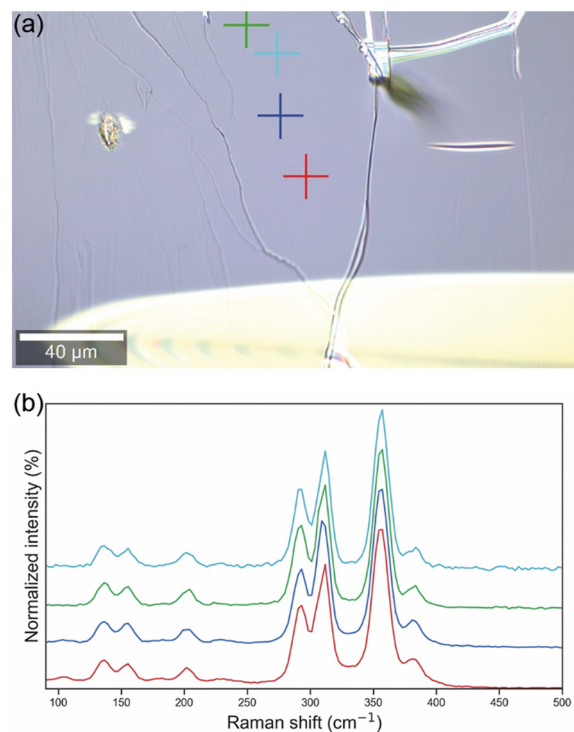 (a)
40 µm
(b)
Normalized intensity (%)
100 150 200 250 300 350 400 450 500
Raman shift (cm⁻¹)